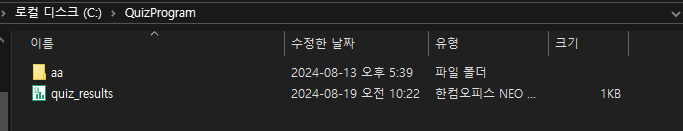 로컬 디스크 (C:) > QuizProgram
이름 수정한 날짜 유형 크기
aa 2024-08-13 오후 5:39 파일 폴더
quiz_results 2024-08-19 오전 10:22 한컴오피스 NEO ... 1KB